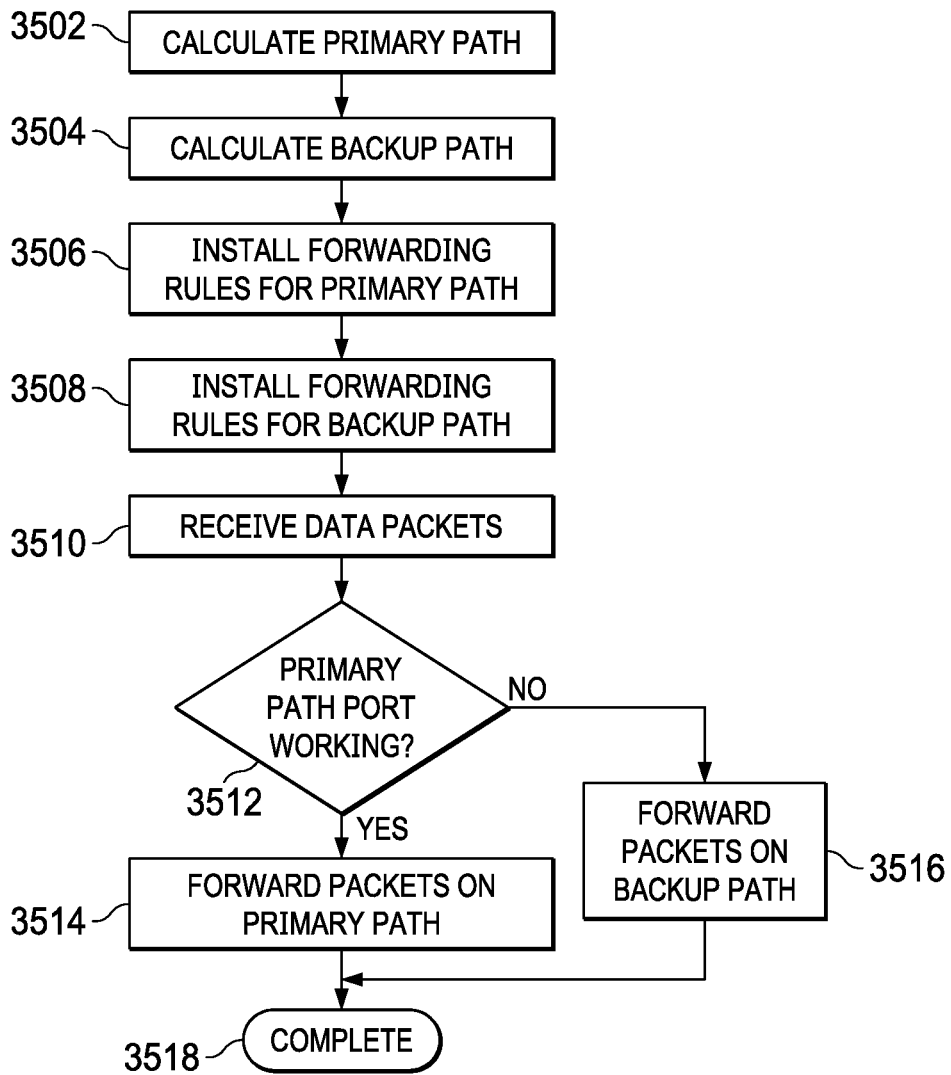 3502
CALCULATE PRIMARY PATH
3504
CALCULATE BACKUP PATH
3506
INSTALL FORWARDING
RULES FOR PRIMARY PATH
3508
INSTALL FORWARDING
RULES FOR BACKUP PATH
3510
RECEIVE DATA PACKETS
PRIMARY
PATH PORT
WORKING?
3512
NO
YES
FORWARD
PACKETS ON
BACKUP PATH
3516
3514
FORWARD PACKETS ON
PRIMARY PATH
3518
COMPLETE